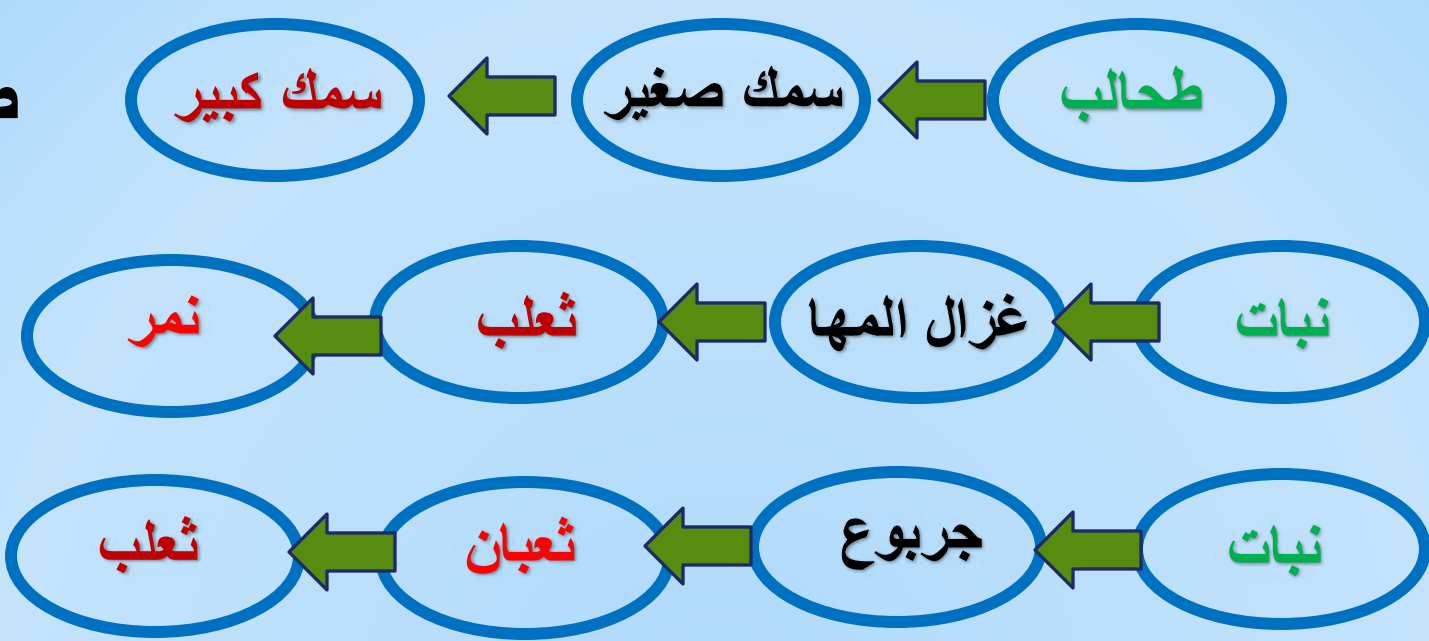 طحالب سمك صغير سمك كبير
نبات غزال المها ثعلب نمر
نبات جربوع ثعبان ثعلب